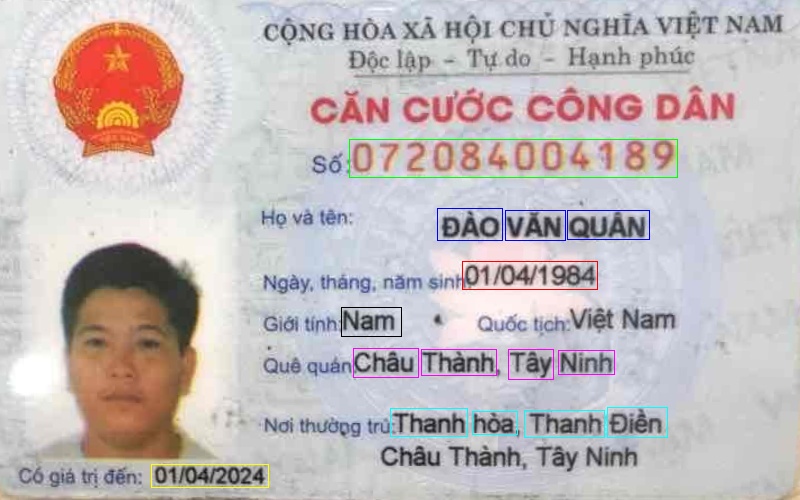 CỘNG HÒA XÃ HỘI CHỦ NGHĨA VIỆT NAM
Độc lập - Tự do - Hạnh phúc
CĂN CƯỚC CÔNG DÂN
Số: 072084004189
Họ và tên: ĐÀO VĂN QUÂN
Ngày, tháng, năm sinh: 01/04/1984
Giới tính: Nam Quốc tịch: Việt Nam
Quê quán: Châu Thành, Tây Ninh
Nơi thường trú: Thanh hòa, Thanh Điền
Châu Thành, Tây Ninh
Có giá trị đến: 01/04/2024